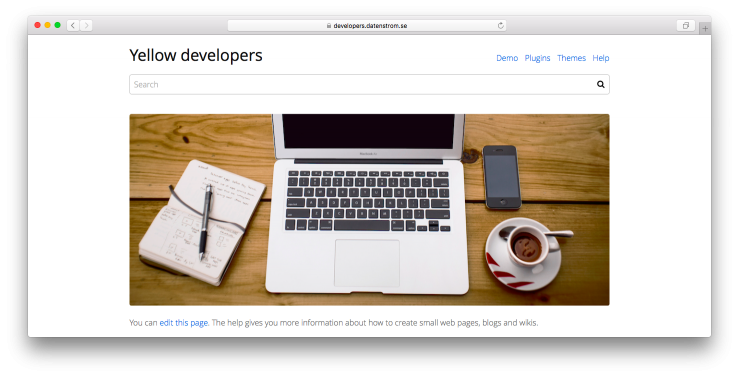 developers.datenstrom.se
Yellow developers
Demo Plugins Themes Help
Search
You can edit this page. The help gives you more information about how to create small web pages, blogs and wikis.